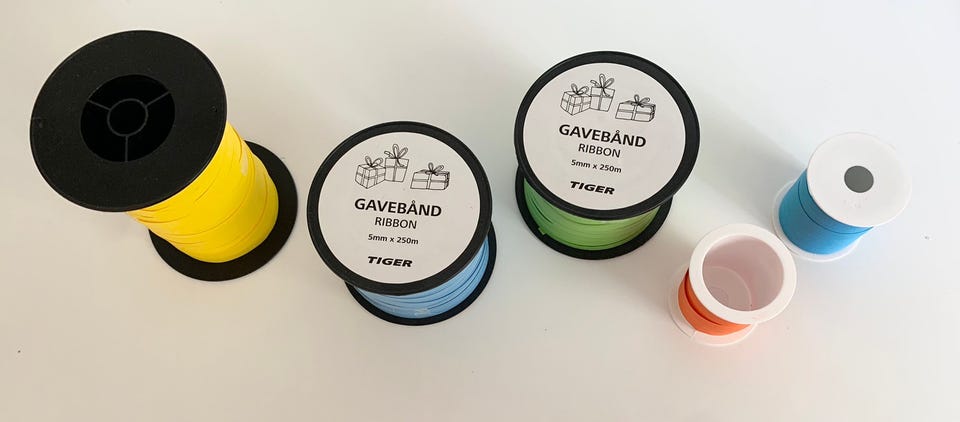 GAVEBÅND
RIBBON
5mm x 250m
TIGER
GAVEBÅND
RIBBON
5mm x 250m
TIGER